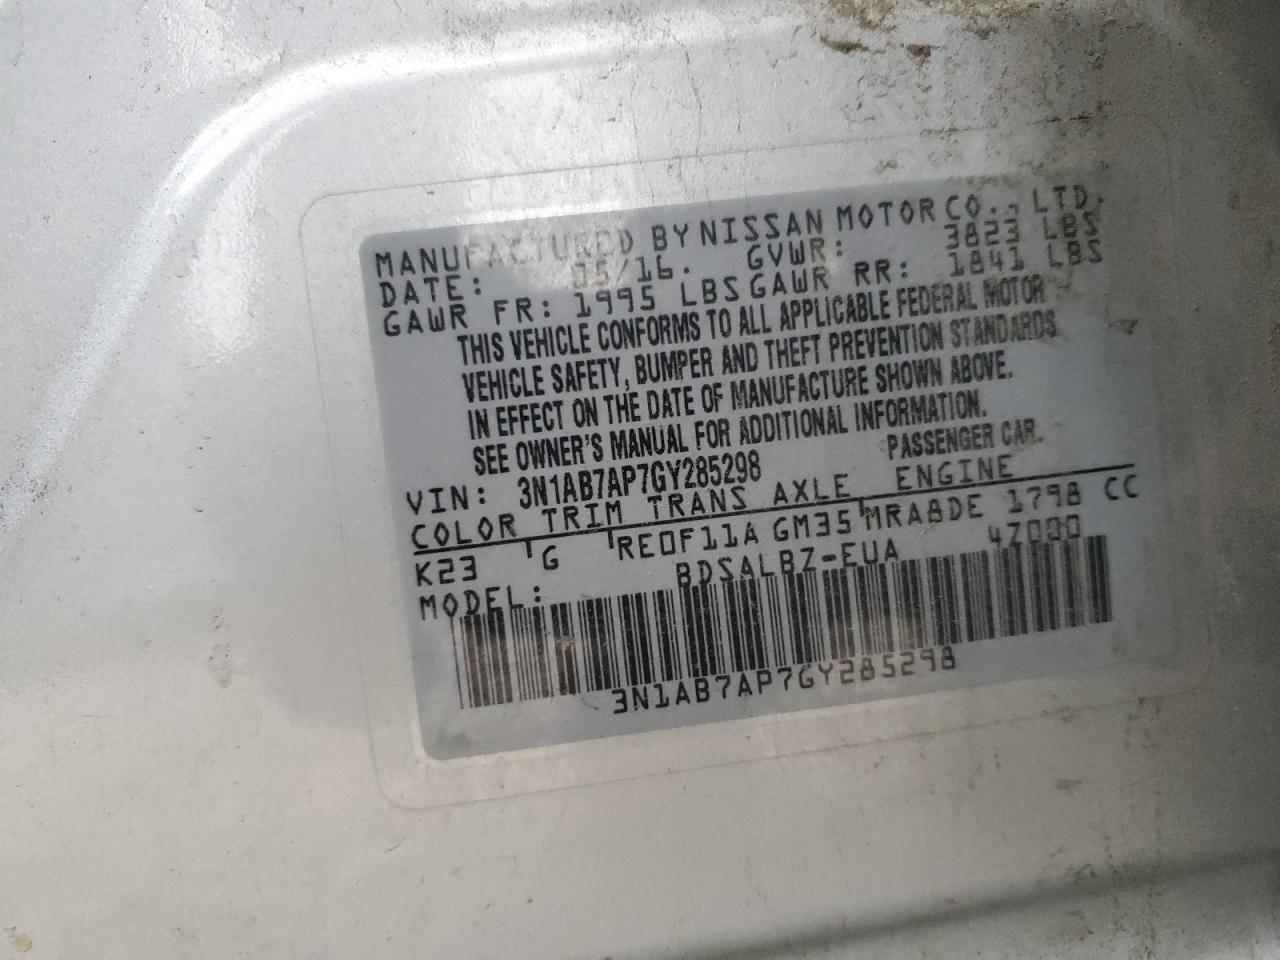 MANUFACTURED BY NISSAN MOTOR CO., LTD.
DATE: 05/16. GVWR: 3823 LBS
GAWR FR: 1995 LBS GAWR RR: 1841 LBS
THIS VEHICLE CONFORMS TO ALL APPLICABLE FEDERAL MOTOR
VEHICLE SAFETY, BUMPER AND THEFT PREVENTION STANDARDS
IN EFFECT ON THE DATE OF MANUFACTURE SHOWN ABOVE.
SEE OWNER'S MANUAL FOR ADDITIONAL INFORMATION.
VIN: 3N1AB7AP7GY285298 PASSENGER CAR.
COLOR TRIM TRANS AXLE ENGINE
K23 G RE0F11A GM35 MRA8DE 1798 CC
MODEL: BDSALBZ-EUA 4Z000
3N1AB7AP7GY285298